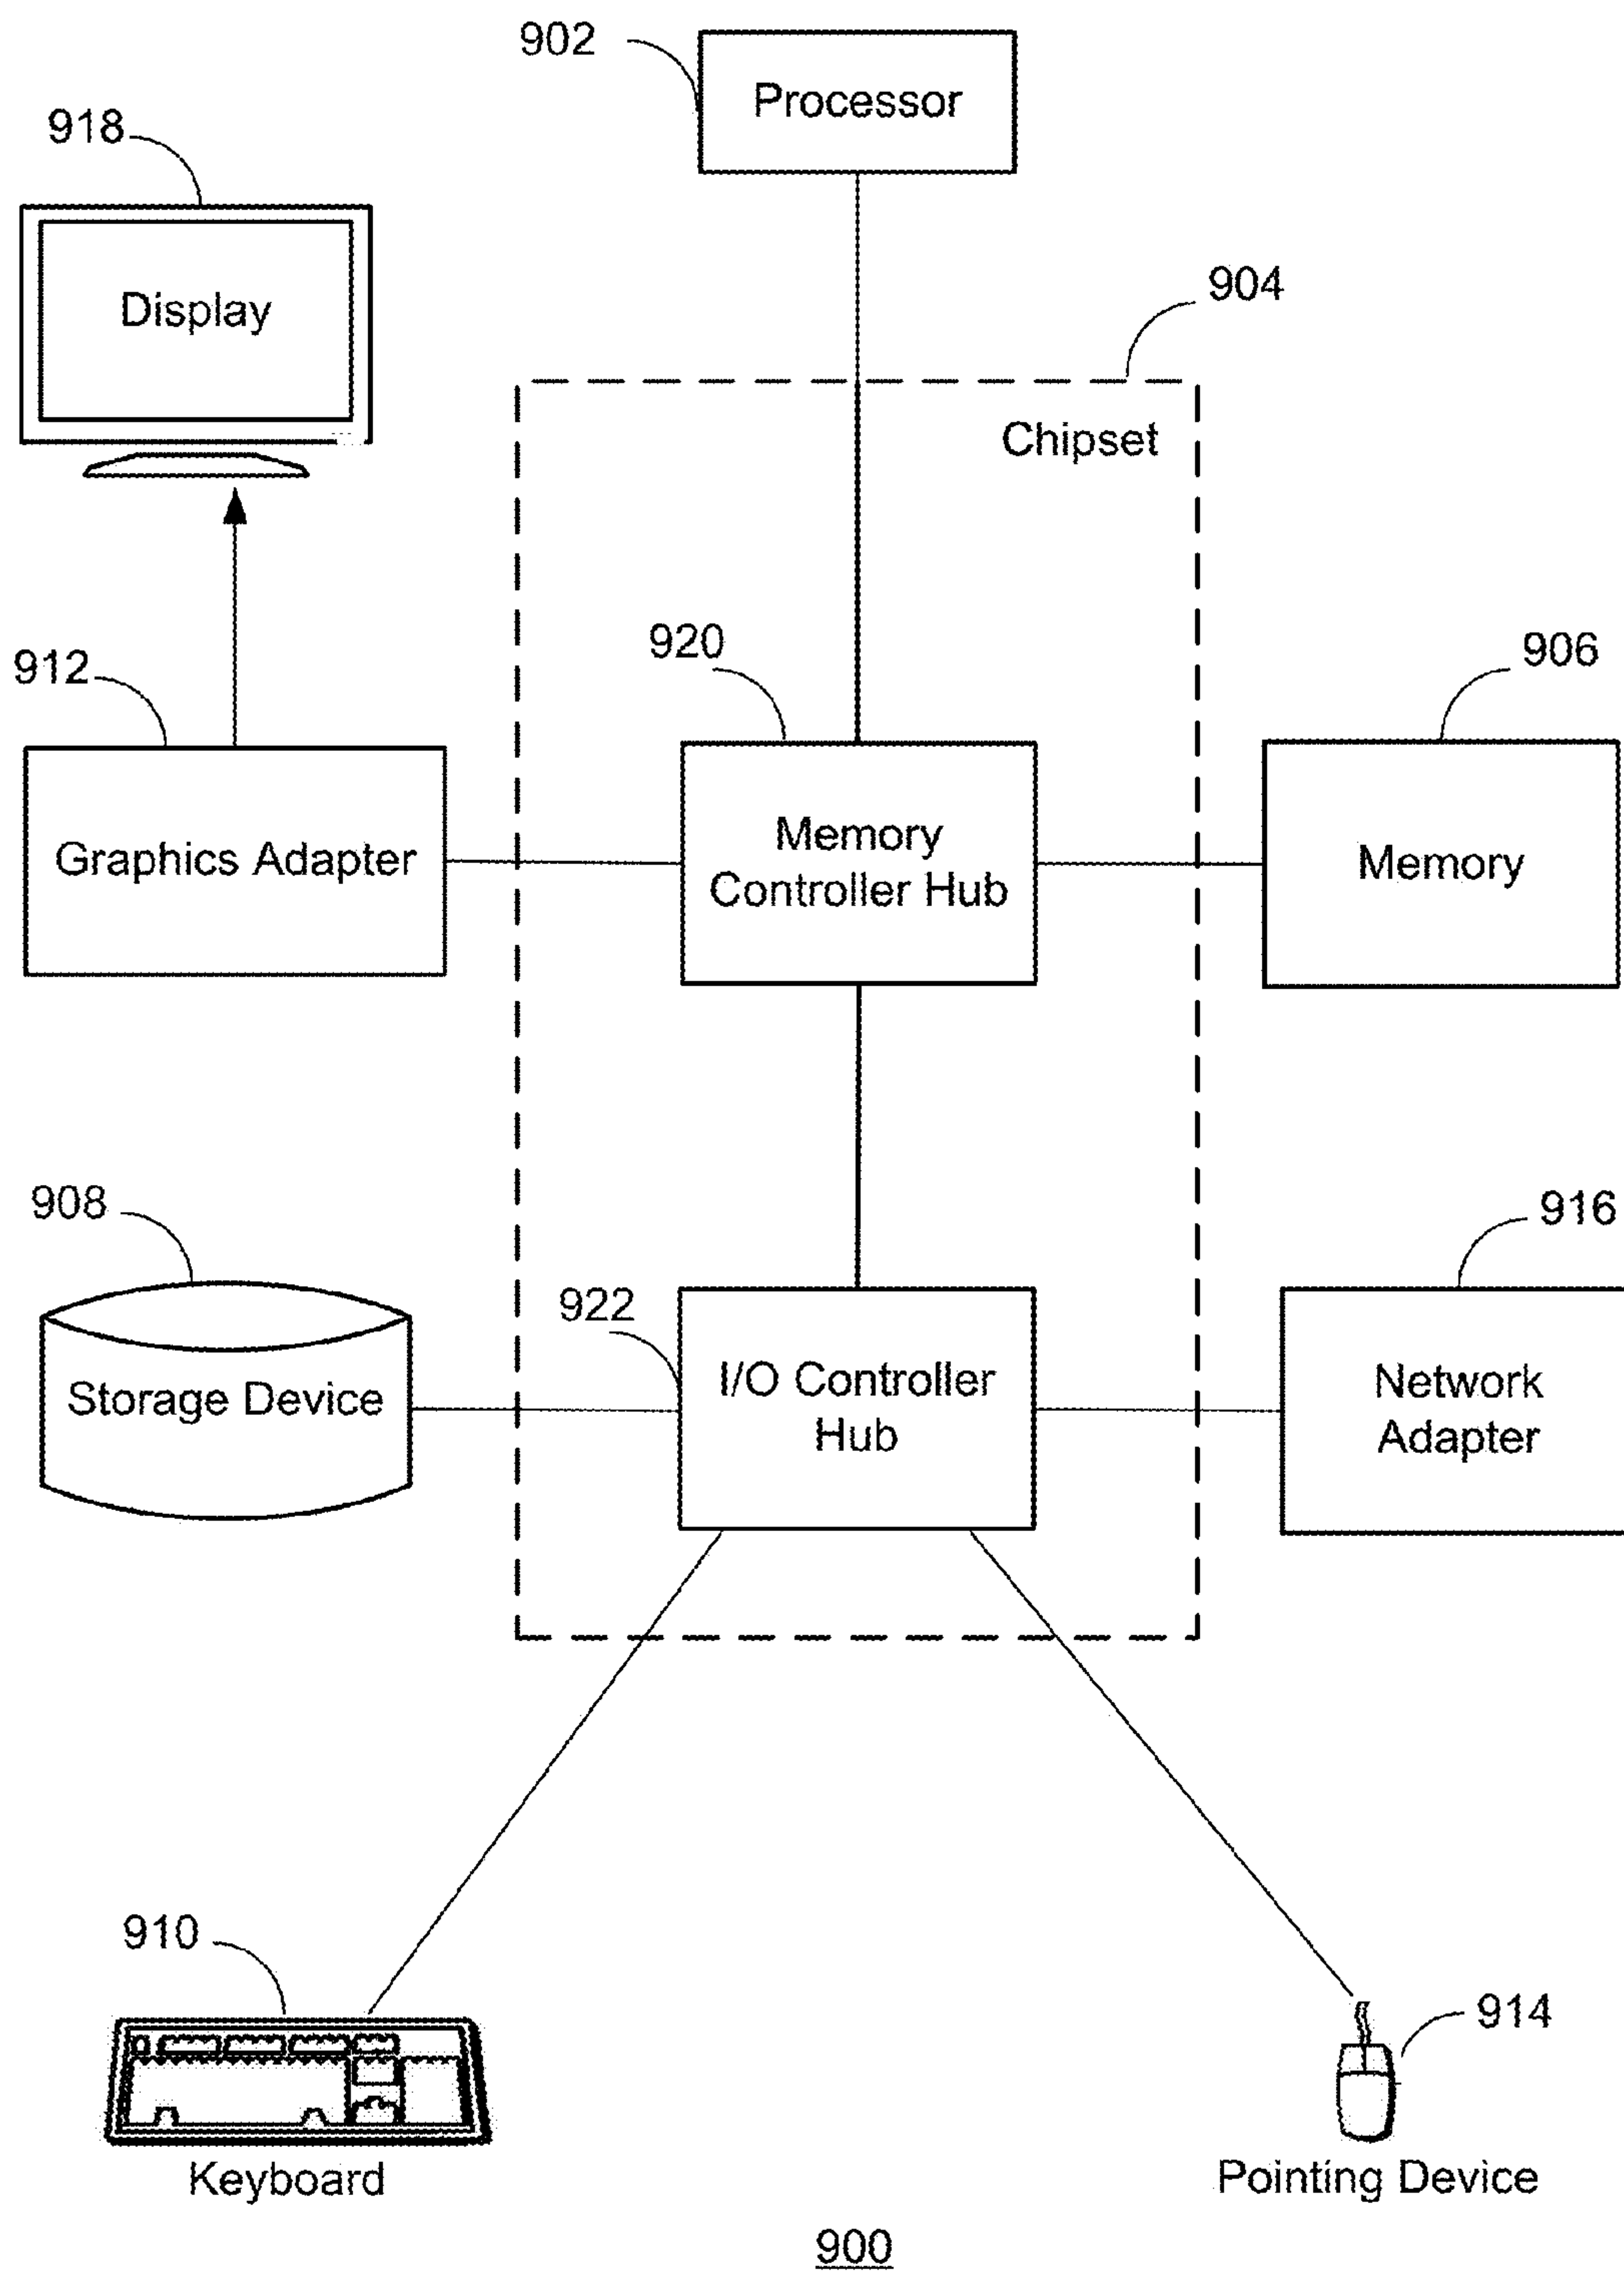 902
Processor
918
Display
904
Chipset
920
912
906
Graphics Adapter
Memory
Controller Hub
Memory
908
916
922
Storage Device
I/O Controller
Hub
Network
Adapter
910
914
Keyboard
Pointing Device
900